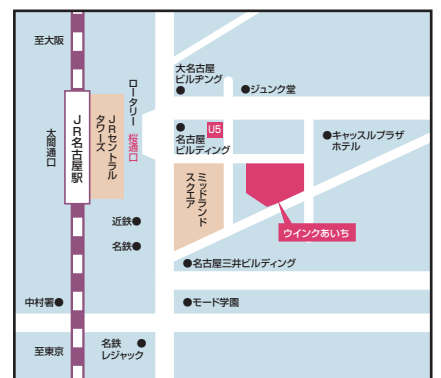 至大阪
大名古屋
ビルヂング
ジュンク堂
ロータリー
桜通口
JRセントラル
タワーズ
JR名古屋駅
太閤通口
U5
名古屋
ビルディング
キャッスルプラザ
ホテル
ミッドランド
スクエア
近鉄
名鉄
ウインクあいち
名古屋三井ビルディング
中村署
モード学園
至東京
名鉄
レジャック